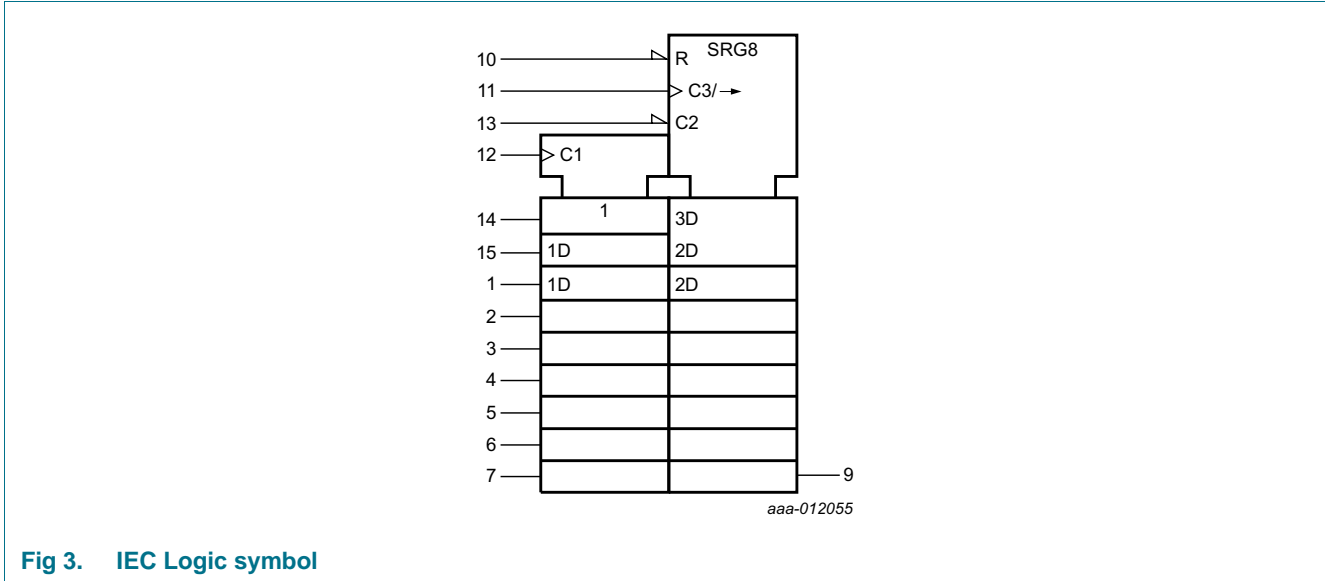 10 R SRG8
11 C3/→
13 C2
12 C1
14 1 3D
15 1D 2D
1 1D 2D
2
3
4
5
6
7 9
aaa-012055
Fig 3. IEC Logic symbol